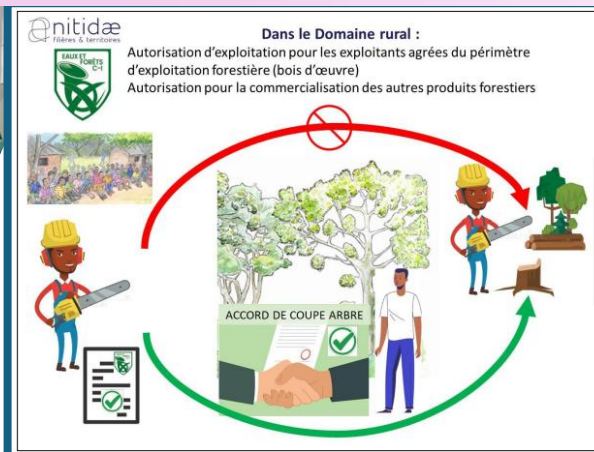 nitidæ
filières & territoires
EAUX ET
FORÊTS
C-I
Dans le Domaine rural :
Autorisation d’exploitation pour les exploitants agrées du périmètre
d’exploitation forestière (bois d’œuvre)
Autorisation pour la commercialisation des autres produits forestiers
ACCORD DE COUPE ARBRE